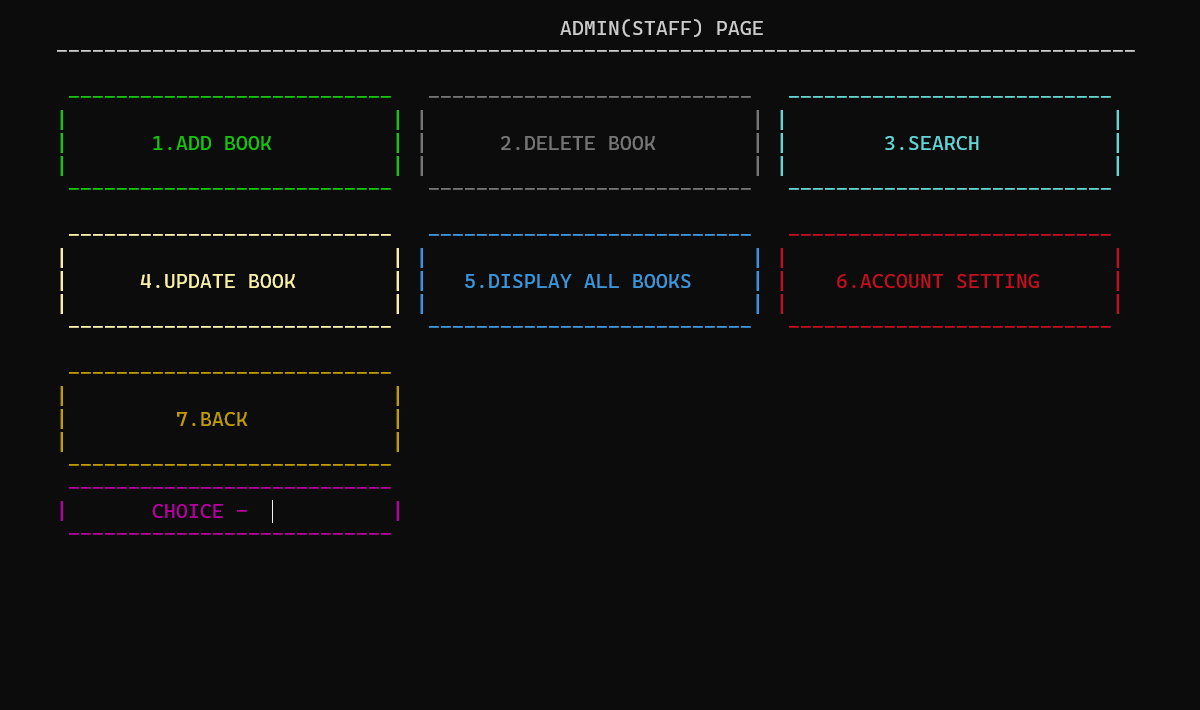 ADMIN(STAFF) PAGE
1.ADD BOOK 2.DELETE BOOK 3.SEARCH
4.UPDATE BOOK 5.DISPLAY ALL BOOKS 6.ACCOUNT SETTING
7.BACK
CHOICE -